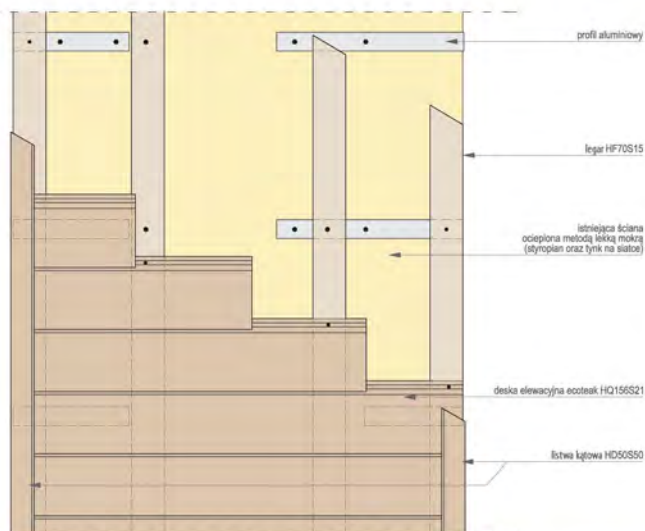 profil aluminiowy
legar HF70S15
istniejąca ściana
ocieplona metodą lekką mokrą
(styropian oraz tynk na siatce)
deska elewacyjna ecoteak HQ156S21
listwa kątowa HD50S50